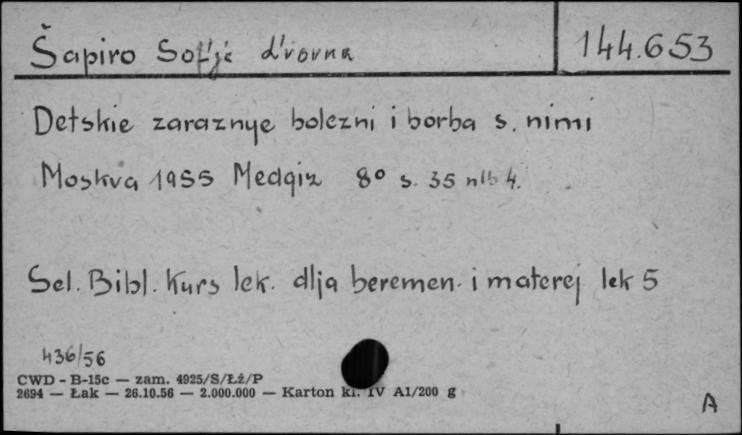 Šapiro Sof'je d'vovna 144.653
Detskie zaraznye bolezni i borba s. nimi
Moskva 1955 Medgiz 8° s. 35 nlb 4.
Sel. Bibl. Kurs lek. dlja beremen. i materej lek 5
436/56
CWD - B-15c — zam. 4925/S/Łż/P
2694 — Łak — 26.10.56 — 2.000.000 — Karton kl. IV A1/200 g
A